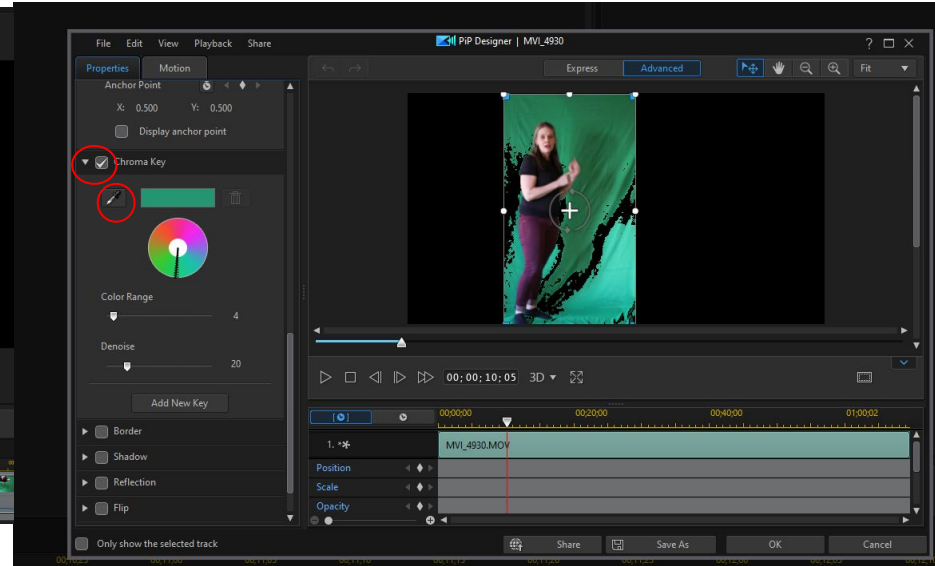 File Edit View Playback Share
PiP Designer | MVI_4930
? 
Properties Motion
Express Advanced
Fit
Anchor Point
X: 0.500 Y: 0.500
Display anchor point
Chroma Key
Color Range
4
Denoise
20
Add New Key
Border
Shadow
Reflection
Flip
00;00;10;05 3D
00;00;00 00;20;00 00;40;00 01;00;02
1.
MVI_4930.MOV
Position
Scale
Opacity
Only show the selected track
Share Save As OK Cancel